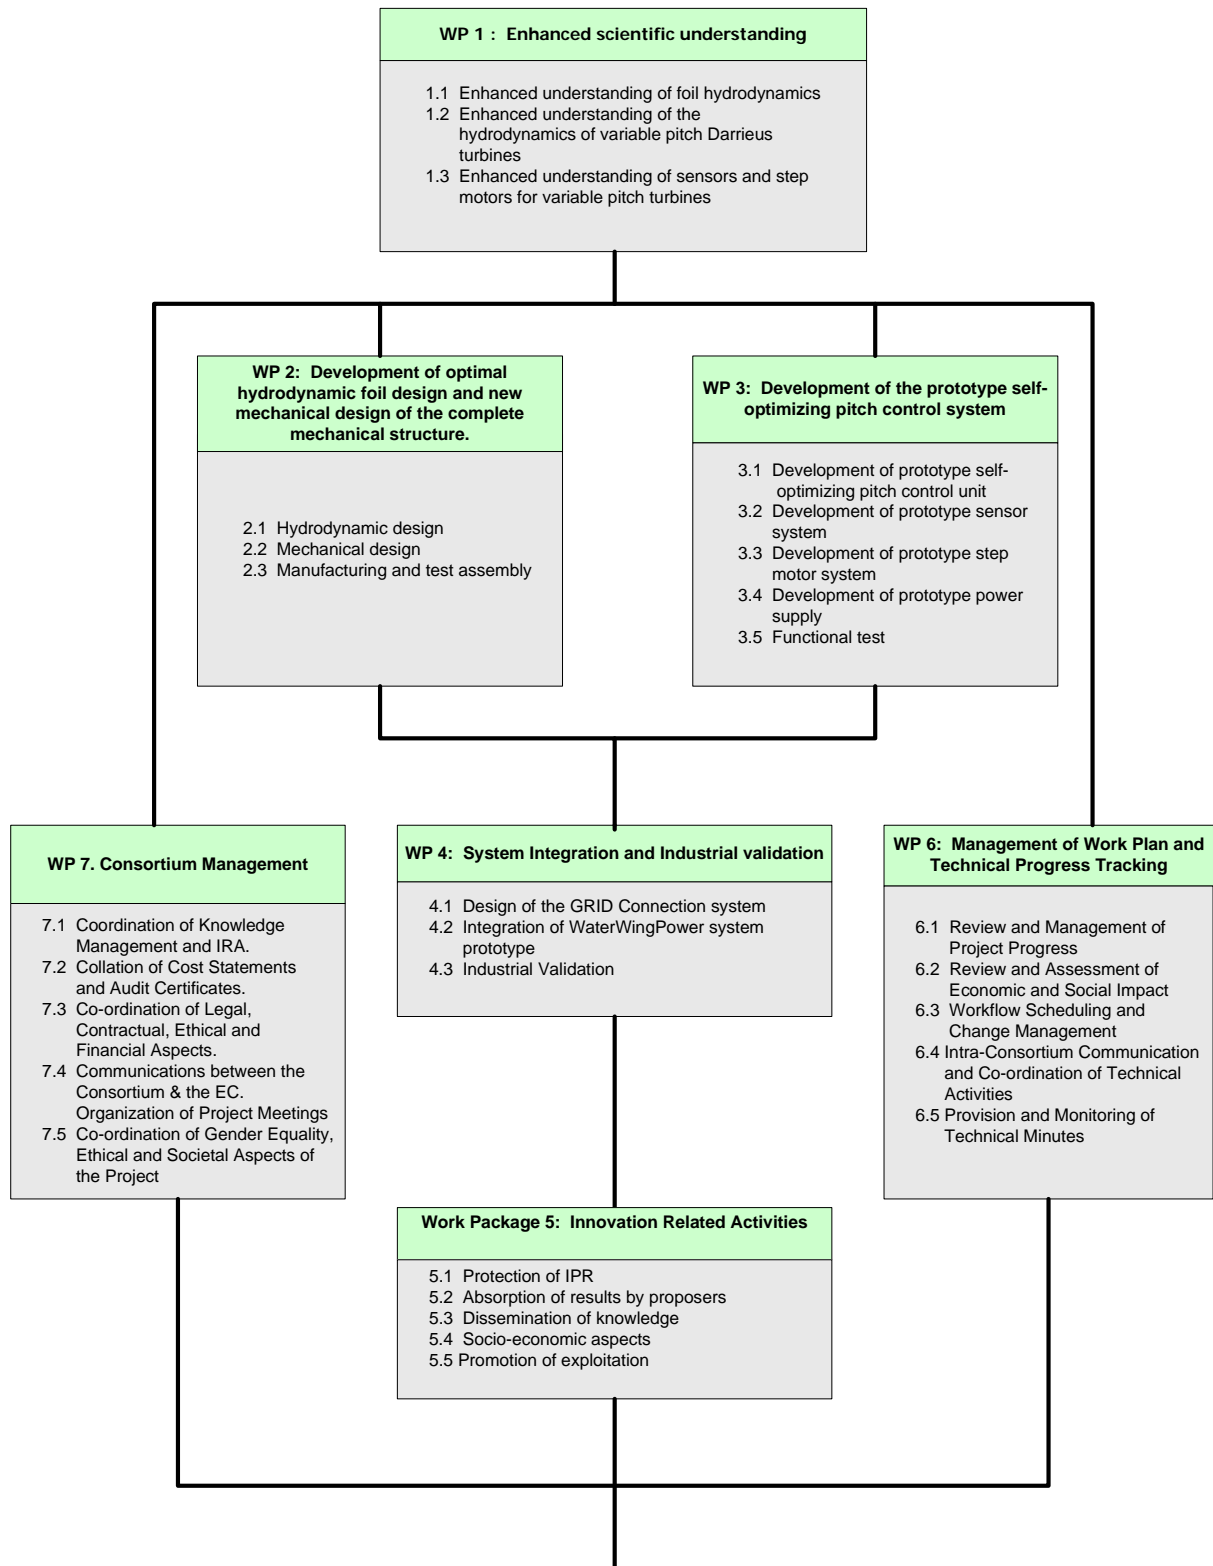 WP 1 :  Enhanced scientific understanding
1.1  Enhanced understanding of foil hydrodynamics
1.2  Enhanced understanding of the
hydrodynamics of variable pitch Darrieus
turbines
1.3  Enhanced understanding of sensors and step
motors for variable pitch turbines
WP 2:  Development of optimal
hydrodynamic foil design and new
mechanical design of the complete
mechanical structure.
2.1  Hydrodynamic design
2.2  Mechanical design
2.3  Manufacturing and test assembly
WP 3:  Development of the prototype self-
optimizing pitch control system
3.1  Development of prototype self-
optimizing pitch control unit
3.2  Development of prototype sensor
system
3.3  Development of prototype step
motor system
3.4  Development of prototype power
supply
3.5  Functional test
WP 7. Consortium Management
7.1  Coordination of Knowledge
Management and IRA.
7.2  Collation of Cost Statements
and Audit Certificates.
7.3  Co-ordination of Legal,
Contractual, Ethical and
Financial Aspects.
7.4  Communications between the
Consortium & the EC.
Organization of Project Meetings
7.5  Co-ordination of Gender Equality,
Ethical and Societal Aspects of
the Project
WP 4:  System Integration and Industrial validation
4.1  Design of the GRID Connection system
4.2  Integration of WaterWingPower system
prototype
4.3  Industrial Validation
WP 6:  Management of Work Plan and
Technical Progress Tracking
6.1  Review and Management of
Project Progress
6.2  Review and Assessment of
Economic and Social Impact
6.3  Workflow Scheduling and
Change Management
6.4 Intra-Consortium Communication
and Co-ordination of Technical
Activities
6.5  Provision and Monitoring of
Technical Minutes
Work Package 5:  Innovation Related Activities
5.1  Protection of IPR
5.2  Absorption of results by proposers
5.3  Dissemination of knowledge
5.4  Socio-economic aspects
5.5 Promotion of exploitation